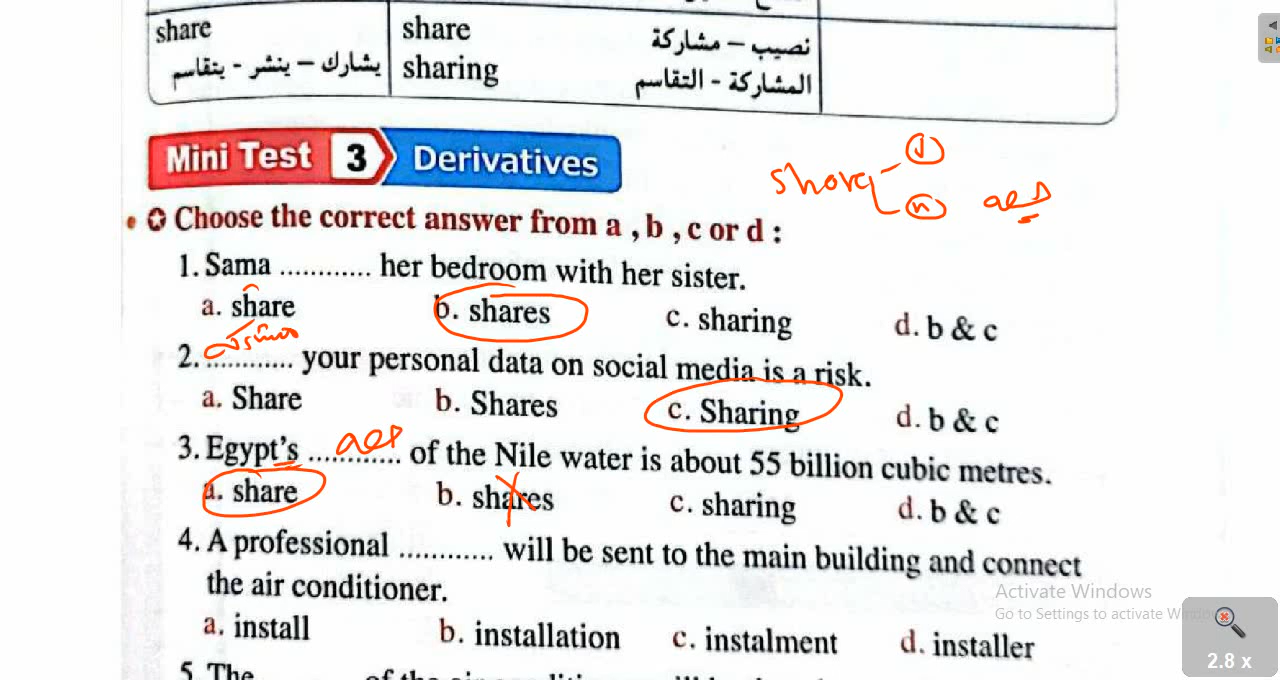 share share نصيب – مشاركة
يشارك – ينشر - يتقاسم sharing المشاركة - التقاسم
Mini Test 3 Derivatives
✪ Choose the correct answer from a , b , c or d :
1. Sama ............ her bedroom with her sister.
a. share b. shares c. sharing d. b & c
2. ............ your personal data on social media is a risk.
a. Share b. Shares c. Sharing d. b & c
3. Egypt's ............ of the Nile water is about 55 billion cubic metres.
a. share b. shares c. sharing d. b & c
4. A professional ............ will be sent to the main building and connect
the air conditioner.
a. install b. installation c. instalment d. installer
5. The
Activate Windows
Go to Settings to activate
2.8 x